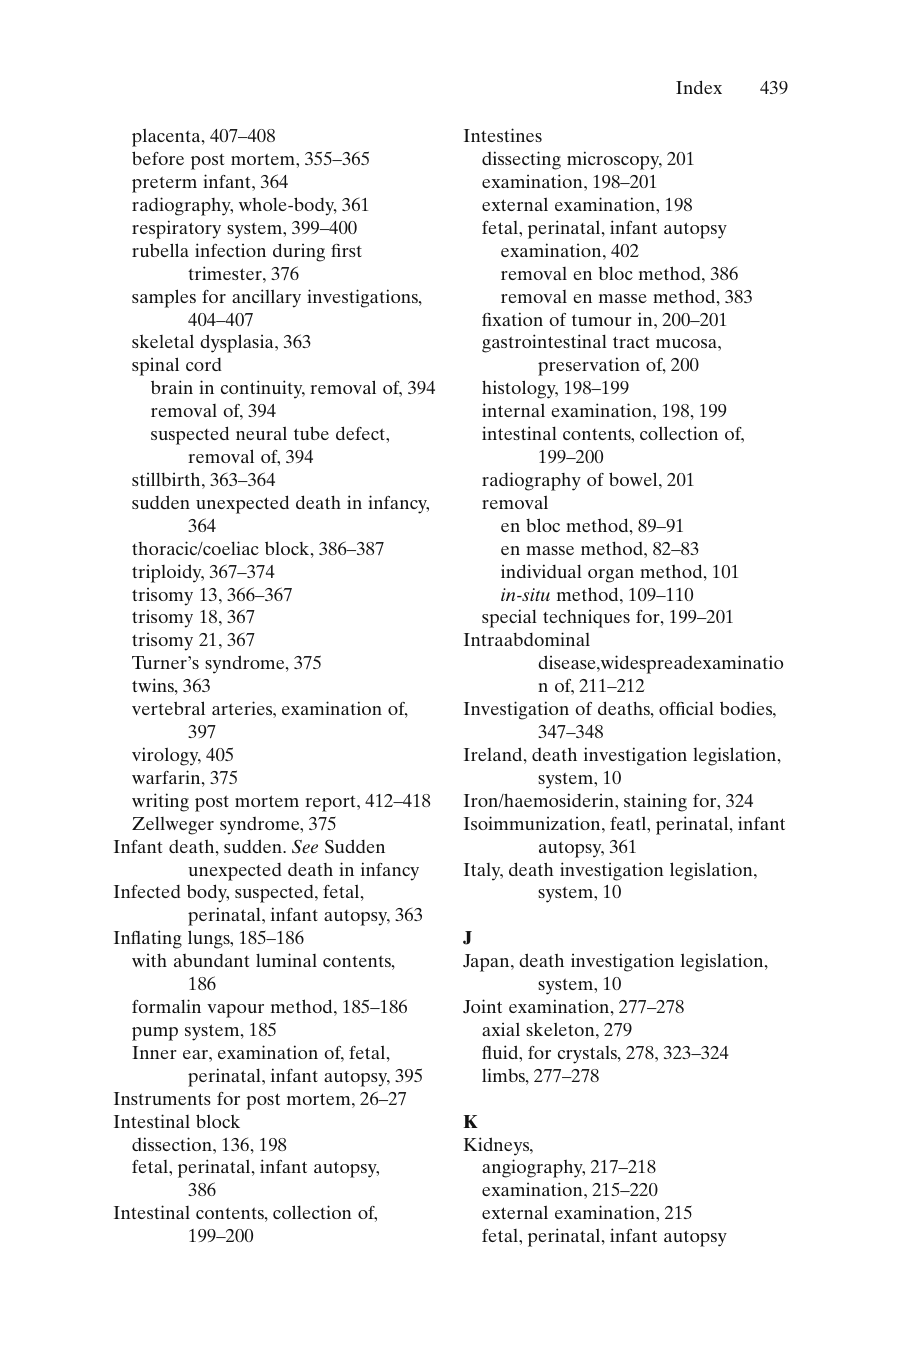 Index 439
placenta, 407–408
before post mortem, 355–365
preterm infant, 364
radiography, whole-body, 361
respiratory system, 399–400
rubella infection during first
trimester, 376
samples for ancillary investigations,
404–407
skeletal dysplasia, 363
spinal cord
brain in continuity, removal of, 394
removal of, 394
suspected neural tube defect,
removal of, 394
stillbirth, 363–364
sudden unexpected death in infancy,
364
thoracic/coeliac block, 386–387
triploidy, 367–374
trisomy 13, 366–367
trisomy 18, 367
trisomy 21, 367
Turner's syndrome, 375
twins, 363
vertebral arteries, examination of,
397
virology, 405
warfarin, 375
writing post mortem report, 412–418
Zellweger syndrome, 375
Infant death, sudden. See Sudden
unexpected death in infancy
Infected body, suspected, fetal,
perinatal, infant autopsy, 363
Inflating lungs, 185–186
with abundant luminal contents,
186
formalin vapour method, 185–186
pump system, 185
Inner ear, examination of, fetal,
perinatal, infant autopsy, 395
Instruments for post mortem, 26–27
Intestinal block
dissection, 136, 198
fetal, perinatal, infant autopsy,
386
Intestinal contents, collection of,
199–200
Intestines
dissecting microscopy, 201
examination, 198–201
external examination, 198
fetal, perinatal, infant autopsy
examination, 402
removal en bloc method, 386
removal en masse method, 383
fixation of tumour in, 200–201
gastrointestinal tract mucosa,
preservation of, 200
histology, 198–199
internal examination, 198, 199
intestinal contents, collection of,
199–200
radiography of bowel, 201
removal
en bloc method, 89–91
en masse method, 82–83
individual organ method, 101
in-situ method, 109–110
special techniques for, 199–201
Intraabdominal
disease,widespreadexaminatio
n of, 211–212
Investigation of deaths, official bodies,
347–348
Ireland, death investigation legislation,
system, 10
Iron/haemosiderin, staining for, 324
Isoimmunization, featl, perinatal, infant
autopsy, 361
Italy, death investigation legislation,
system, 10
J
Japan, death investigation legislation,
system, 10
Joint examination, 277–278
axial skeleton, 279
fluid, for crystals, 278, 323–324
limbs, 277–278
K
Kidneys,
angiography, 217–218
examination, 215–220
external examination, 215
fetal, perinatal, infant autopsy